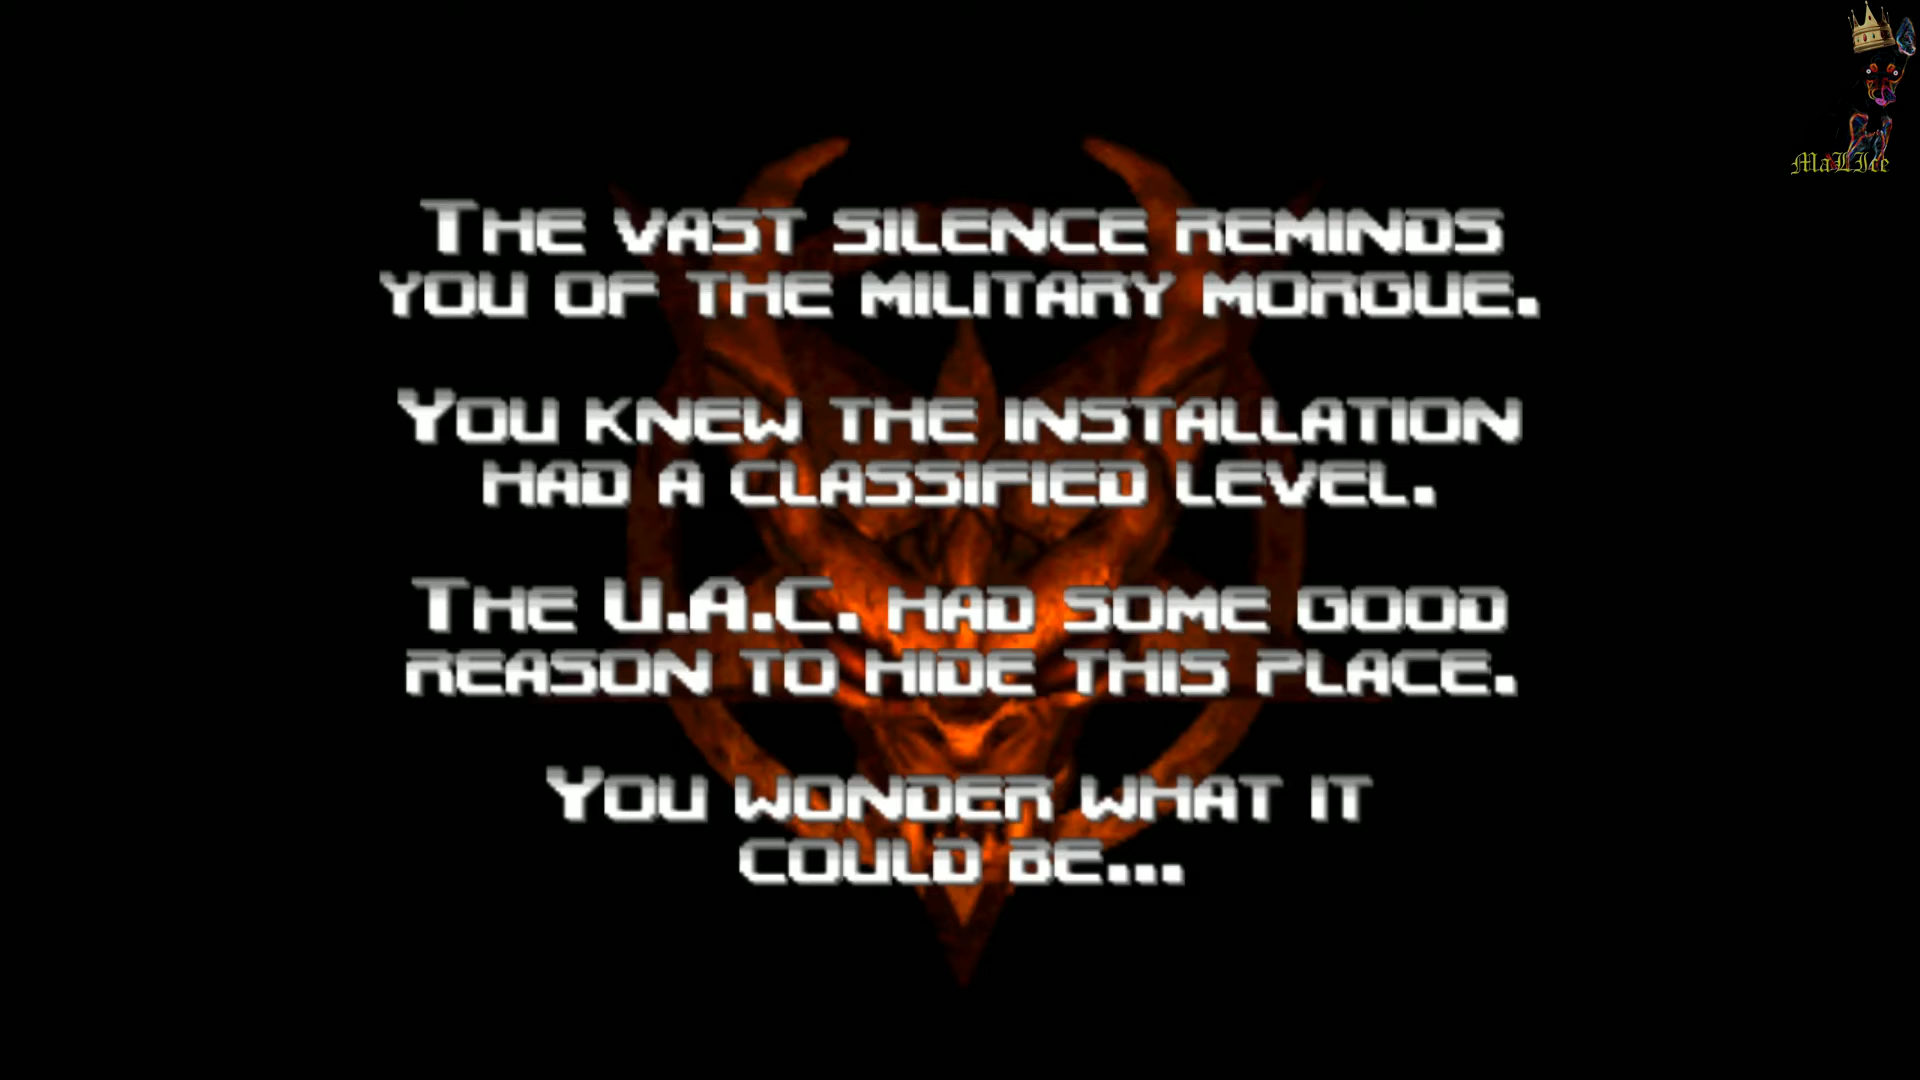 MaLIce
The vast silence reminds
you of the military morgue.
You knew the installation
had a classified level.
The U.A.C. had some good
reason to hide this place.
You wonder what it
could be...